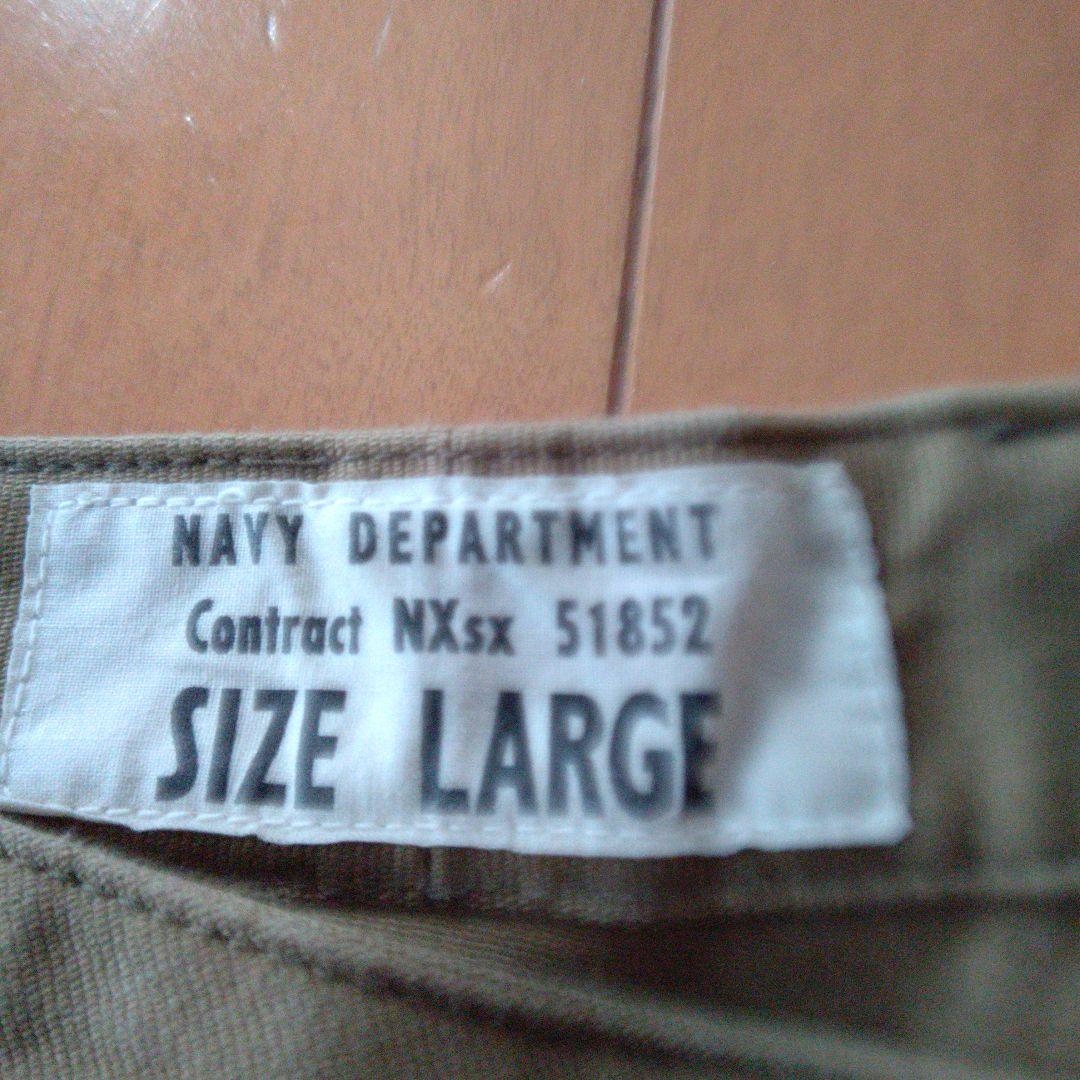 NAVY DEPARTMENT
Contract NXsx 51852
SIZE LARGE